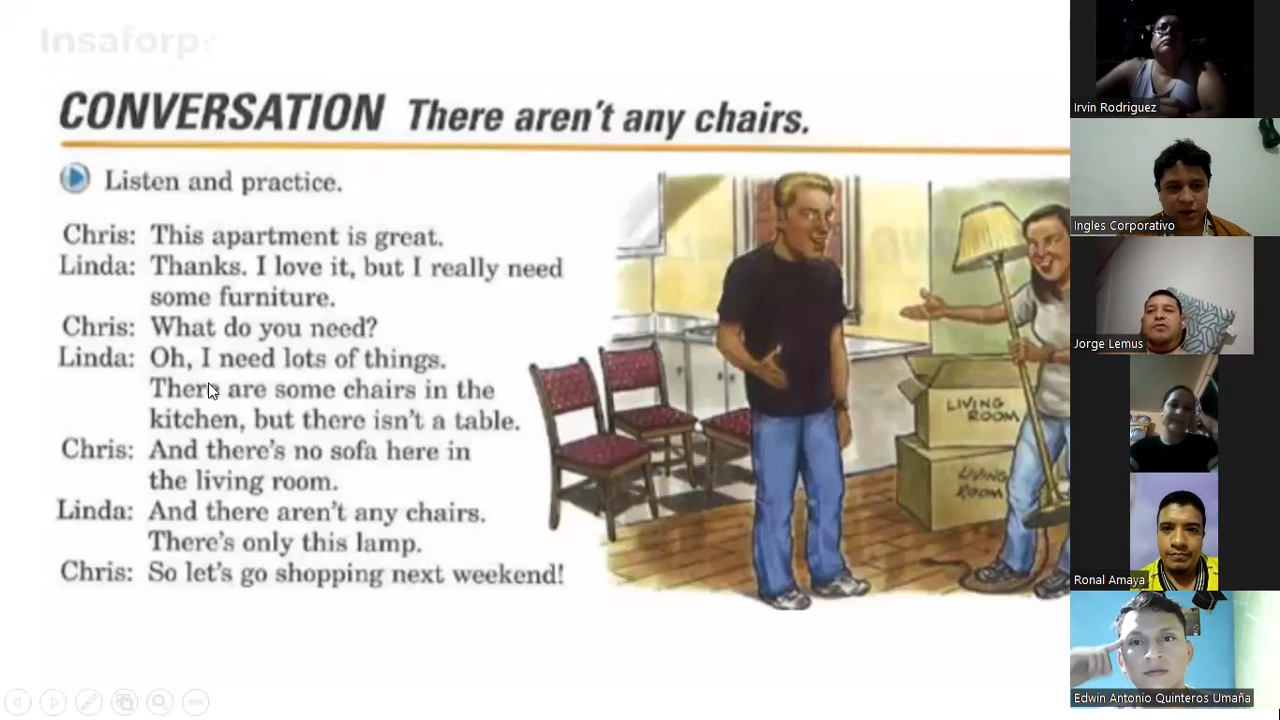 Insaforp
CONVERSATION There aren't any chairs.
Listen and practice.
Chris: This apartment is great.
Linda: Thanks. I love it, but I really need
some furniture.
Chris: What do you need?
Linda: Oh, I need lots of things.
There are some chairs in the
kitchen, but there isn't a table.
Chris: And there's no sofa here in
the living room.
Linda: And there aren't any chairs.
There's only this lamp.
Chris: So let's go shopping next weekend!
LIVING
ROOM
LIVING
ROOM
Irvin Rodriguez
Ingles Corporativo
Jorge Lemus
Ronal Amaya
Edwin Antonio Quinteros Umaña